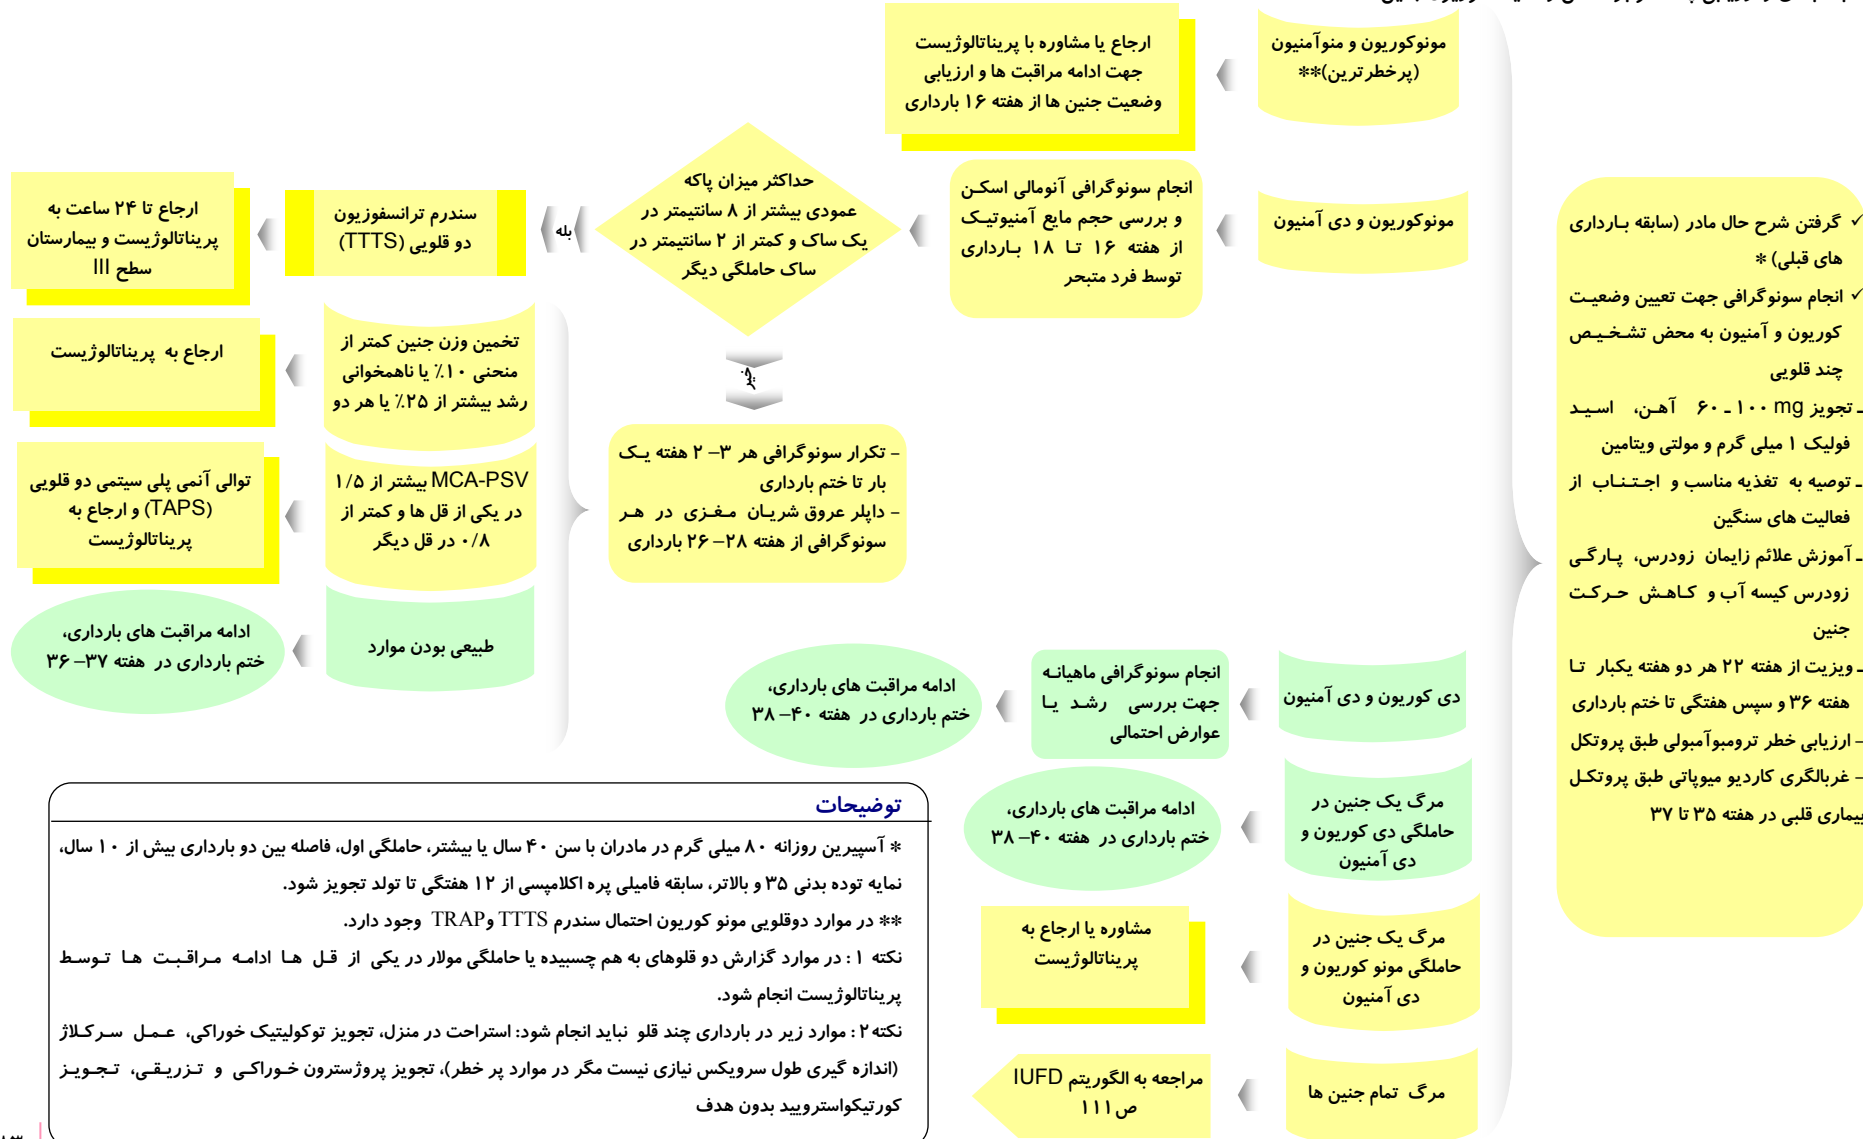 ✓ گرفتن شرح حال مادر (سابقه بارداری
های قبلی) *
✓ انجام سونوگرافی جهت تعیین وضعیت
کوریون و آمنیون به محض تشخیص
چند قلویی
ـ تجویز ۶۰ ـ ۱۰۰ mg آهن، اسید
فولیک ۱ میلی گرم و مولتی ویتامین
ـ توصیه به تغذیه مناسب و اجتناب از
فعالیت های سنگین
ـ آموزش علائم زایمان زودرس، پارگی
زودرس کیسه آب و کاهش حرکت
جنین
ـ ویزیت از هفته ۲۲ هر دو هفته یکبار تا
هفته ۳۶ و سپس هفتگی تا ختم بارداری
– ارزیابی خطر ترومبوآمبولی طبق پروتکل
– غربالگری کاردیو میوپاتی طبق پروتکل
بیماری قلبی در هفته ۳۵ تا ۳۷
مونوکوریون و منوآمنیون
(پرخطرترین)**
ارجاع یا مشاوره با پریناتالوژیست
جهت ادامه مراقبت ها و ارزیابی
وضعیت جنین ها از هفته ۱۶ بارداری
مونوکوریون و دی آمنیون
انجام سونوگرافی آنومالی اسکن
و بررسی حجم مایع آمنیوتیک
از هفته ۱۶ تا ۱۸ بارداری
توسط فرد متبحر
حداکثر میزان پاکه
عمودی بیشتر از ۸ سانتیمتر در
یک ساک و کمتر از ۲ سانتیمتر در
ساک حاملگی دیگر
بله
سندرم ترانسفوزیون
دو قلویی (TTTS)
ارجاع تا ۲۴ ساعت به
پریناتالوژیست و بیمارستان
سطح III
خیر
– تکرار سونوگرافی هر ۳– ۲ هفته یک
بار تا ختم بارداری
– داپلر عروق شریان مغزی در هر
سونوگرافی از هفته ۲۸– ۲۶ بارداری
تخمین وزن جنین کمتر از
منحنی ۱۰٪ یا ناهمخوانی
رشد بیشتر از ۲۵٪ یا هر دو
ارجاع به پریناتالوژیست
MCA-PSV بیشتر از ۱/۵
در یکی از قل ها و کمتر از
۰/۸ در قل دیگر
توالی آنمی پلی سیتمی دو قلویی
(TAPS) و ارجاع به
پریناتالوژیست
طبیعی بودن موارد
ادامه مراقبت های بارداری،
ختم بارداری در هفته ۳۷– ۳۶
دی کوریون و دی آمنیون
انجام سونوگرافی ماهیانه
جهت بررسی رشد یا
عوارض احتمالی
ادامه مراقبت های بارداری،
ختم بارداری در هفته ۴۰– ۳۸
مرگ یک جنین در
حاملگی دی کوریون و
دی آمنیون
ادامه مراقبت های بارداری،
ختم بارداری در هفته ۴۰– ۳۸
مرگ یک جنین در
حاملگی مونو کوریون و
دی آمنیون
مشاوره یا ارجاع به
پریناتالوژیست
مرگ تمام جنین ها
مراجعه به الگوریتم IUFD
ص۱۱۱
توضیحات
* آسپیرین روزانه ۸۰ میلی گرم در مادران با سن ۴۰ سال یا بیشتر، حاملگی اول، فاصله بین دو بارداری بیش از ۱۰ سال،
نمایه توده بدنی ۳۵ و بالاتر، سابقه فامیلی پره اکلامپسی از ۱۲ هفتگی تا تولد تجویز شود.
** در موارد دوقلویی مونو کوریون احتمال سندرم TTTS وTRAP وجود دارد.
نکته ۱: در موارد گزارش دو قلوهای به هم چسبیده یا حاملگی مولار در یکی از قل ها ادامه مراقبت ها توسط
پریناتالوژیست انجام شود.
نکته۲: موارد زیر در بارداری چند قلو نباید انجام شود: استراحت در منزل، تجویز توکولیتیک خوراکی، عمل سرکلاژ
(اندازه گیری طول سرویکس نیازی نیست مگر در موارد پر خطر)، تجویز پروژسترون خوراکی و تزریقی، تجویز
کورتیکواستروئید بدون هدف